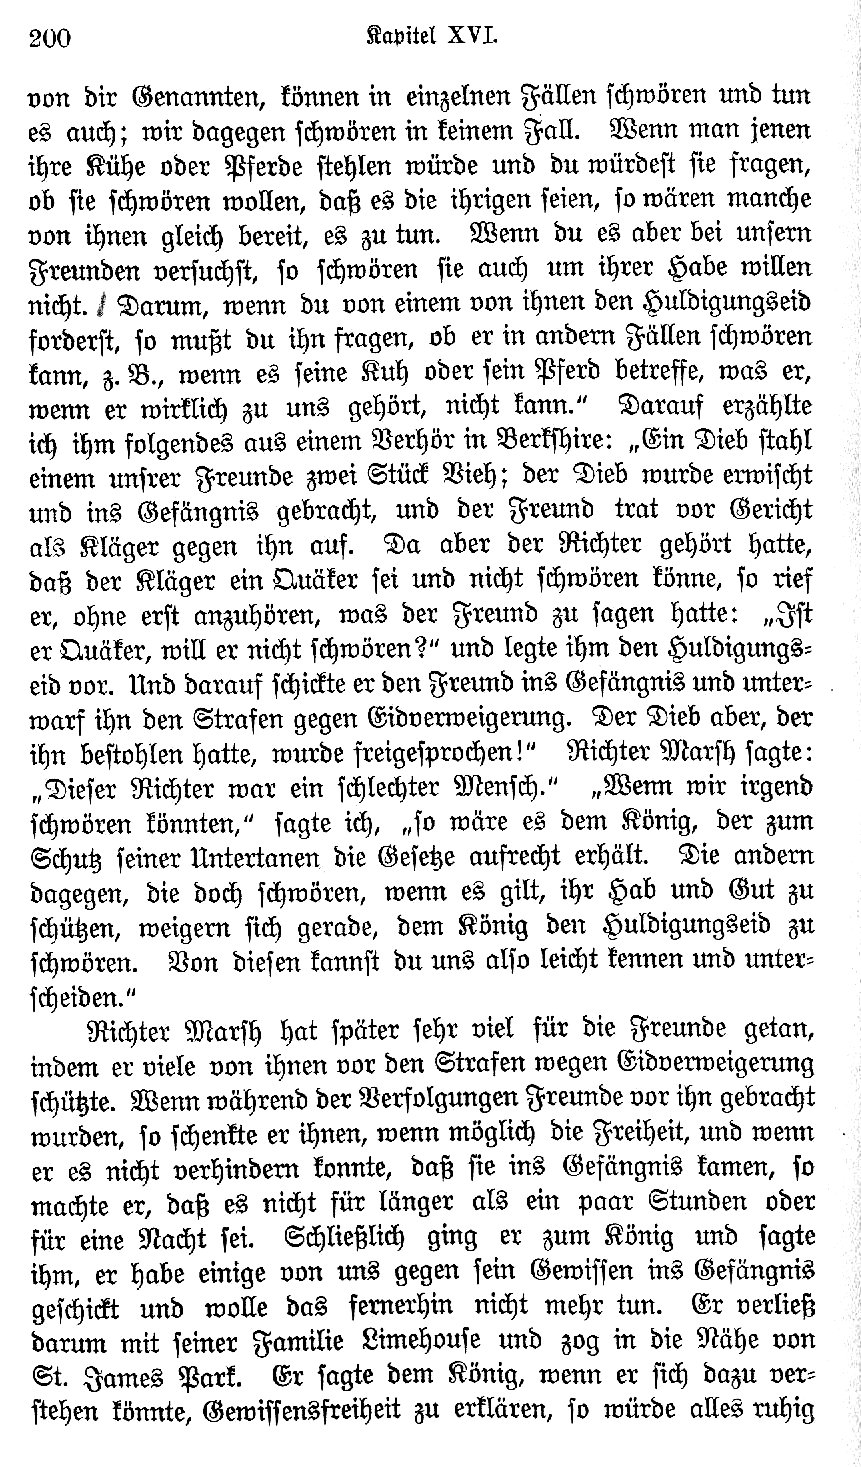 200 Kapitel XVI.
von dir Genannten, können in einzelnen Fällen schwören und tun
es auch; wir dagegen schwören in keinem Fall. Wenn man jenen
ihre Kühe oder Pferde stehlen würde und du würdest sie fragen,
ob sie schwören wollen, daß es die ihrigen seien, so wären manche
von ihnen gleich bereit, es zu tun. Wenn du es aber bei unsern
Freunden versuchst, so schwören sie auch um ihrer Habe willen
nicht. / Darum, wenn du von einem von ihnen den Huldigungseid
forderst, so mußt du ihn fragen, ob er in andern Fällen schwören
kann, z. B., wenn es seine Kuh oder sein Pferd betreffe, was er,
wenn er wirklich zu uns gehört, nicht kann.“ Darauf erzählte
ich ihm folgendes aus einem Verhör in Berkshire: „Ein Dieb stahl
einem unsrer Freunde zwei Stück Vieh; der Dieb wurde erwischt
und ins Gefängnis gebracht, und der Freund trat vor Gericht
als Kläger gegen ihn auf. Da aber der Richter gehört hatte,
daß der Kläger ein Quäker sei und nicht schwören könne, so rief
er, ohne erst anzuhören, was der Freund zu sagen hatte: „Ist
er Quäker, will er nicht schwören?“ und legte ihm den Huldigungs-
eid vor. Und darauf schickte er den Freund ins Gefängnis und unter-
warf ihn den Strafen gegen Eidverweigerung. Der Dieb aber, der
ihn bestohlen hatte, wurde freigesprochen!“ Richter Marsh sagte:
„Dieser Richter war ein schlechter Mensch.“ „Wenn wir irgend
schwören könnten,“ sagte ich, „so wäre es dem König, der zum
Schutz seiner Untertanen die Gesetze aufrecht erhält. Die andern
dagegen, die doch schwören, wenn es gilt, ihr Hab und Gut zu
schützen, weigern sich gerade, dem König den Huldigungseid zu
schwören. Von diesen kannst du uns also leicht kennen und unter-
scheiden.“
Richter Marsh hat später sehr viel für die Freunde getan,
indem er viele von ihnen vor den Strafen wegen Eidverweigerung
schützte. Wenn während der Verfolgungen Freunde vor ihn gebracht
wurden, so schenkte er ihnen, wenn möglich die Freiheit, und wenn
er es nicht verhindern konnte, daß sie ins Gefängnis kamen, so
machte er, daß es nicht für länger als ein paar Stunden oder
für eine Nacht sei. Schließlich ging er zum König und sagte
ihm, er habe einige von uns gegen sein Gewissen ins Gefängnis
geschickt und wolle das fernerhin nicht mehr tun. Er verließ
darum mit seiner Familie Limehouse und zog in die Nähe von
St. James Park. Er sagte dem König, wenn er sich dazu ver-
stehen könnte, Gewissensfreiheit zu erklären, so würde alles ruhig